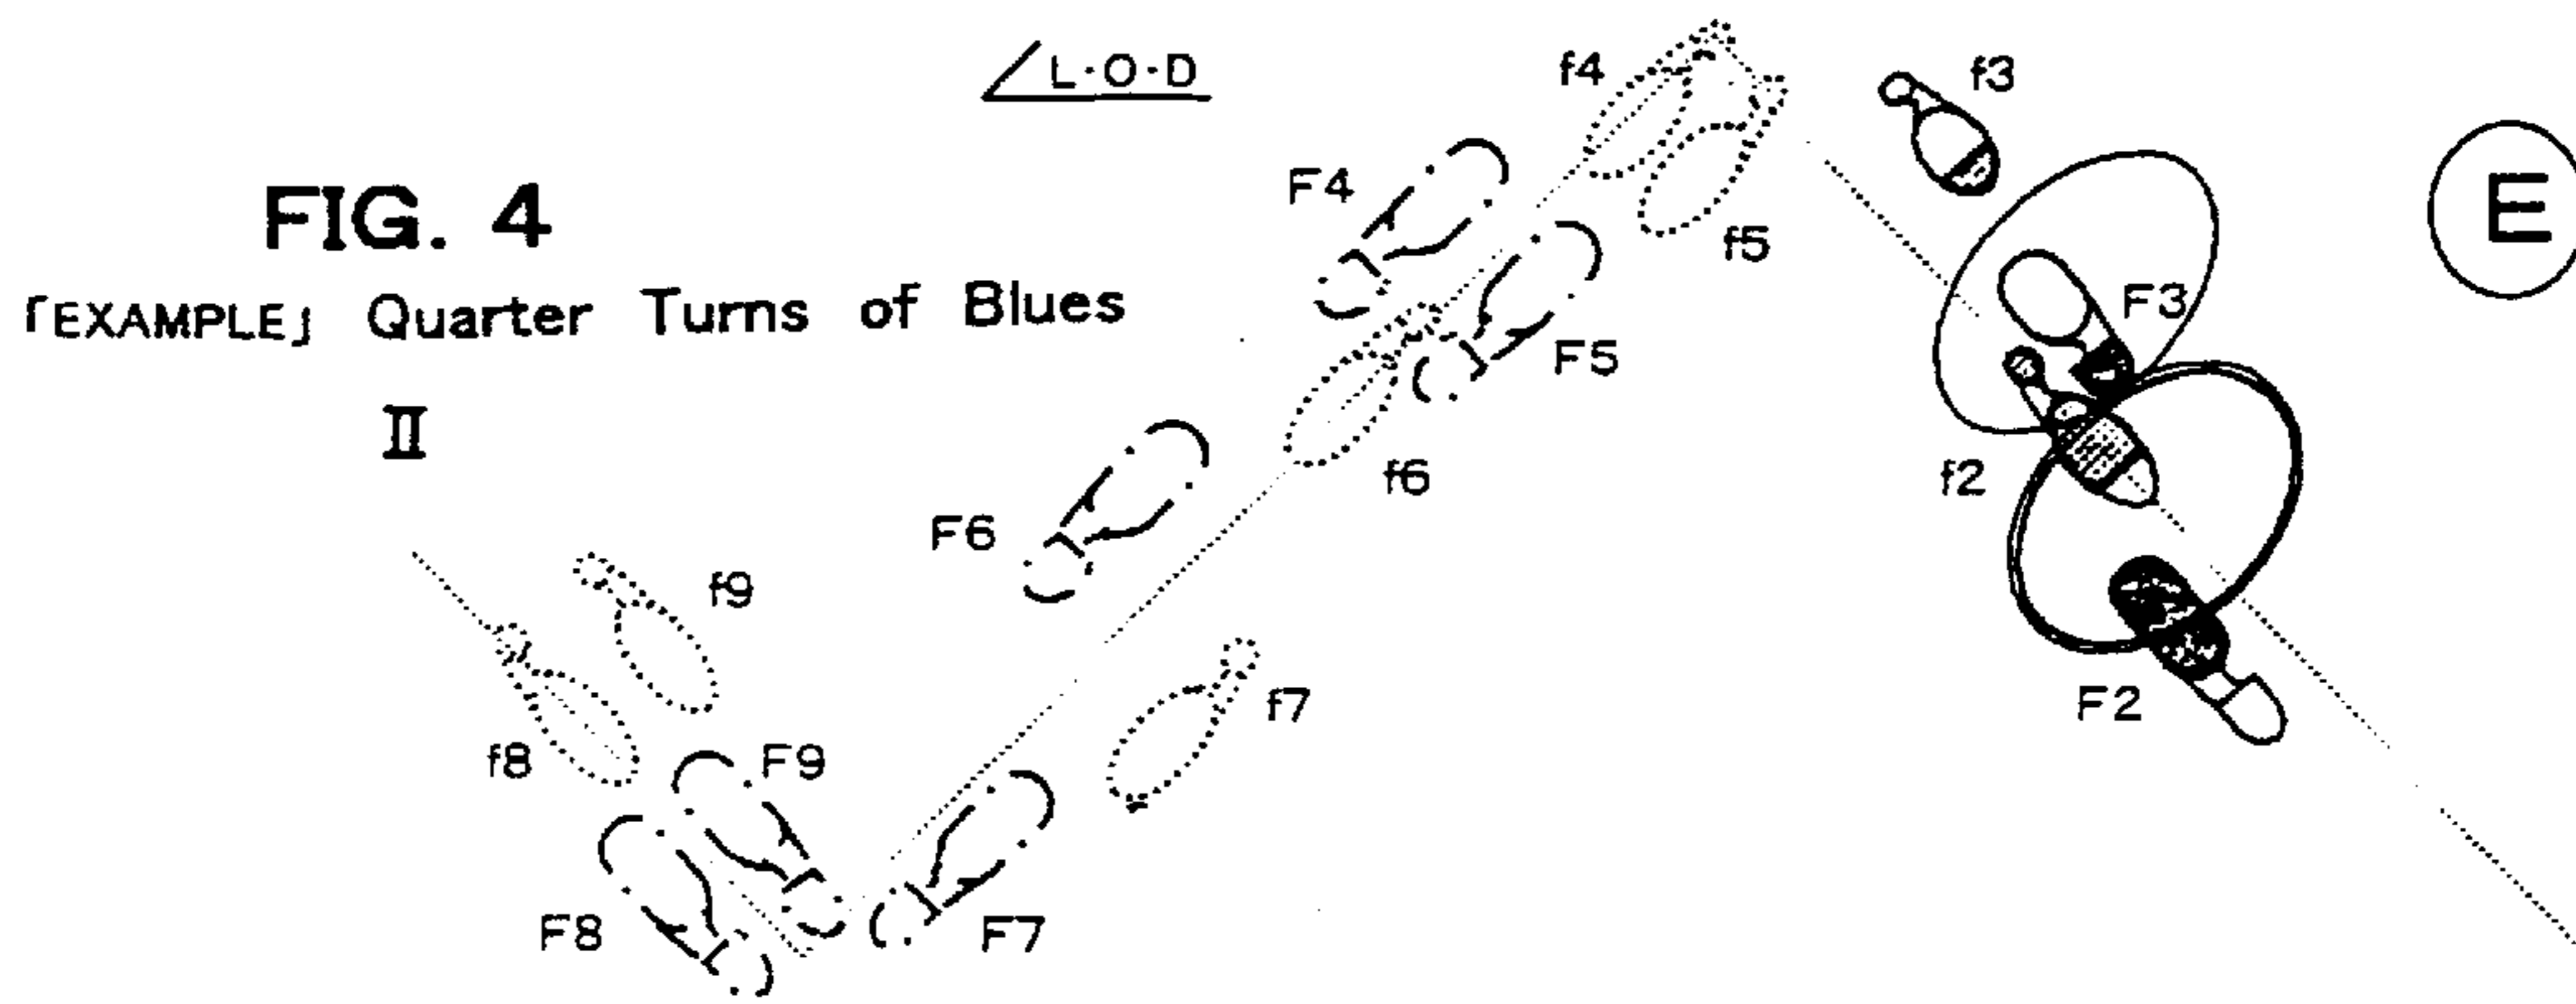 L·O·D
FIG. 4
「EXAMPLE」 Quarter Turns of Blues
II
E
f4
f3
F4
f5
F3
F5
f6
f2
F6
f9
f7
F2
f8
F9
F8
F7